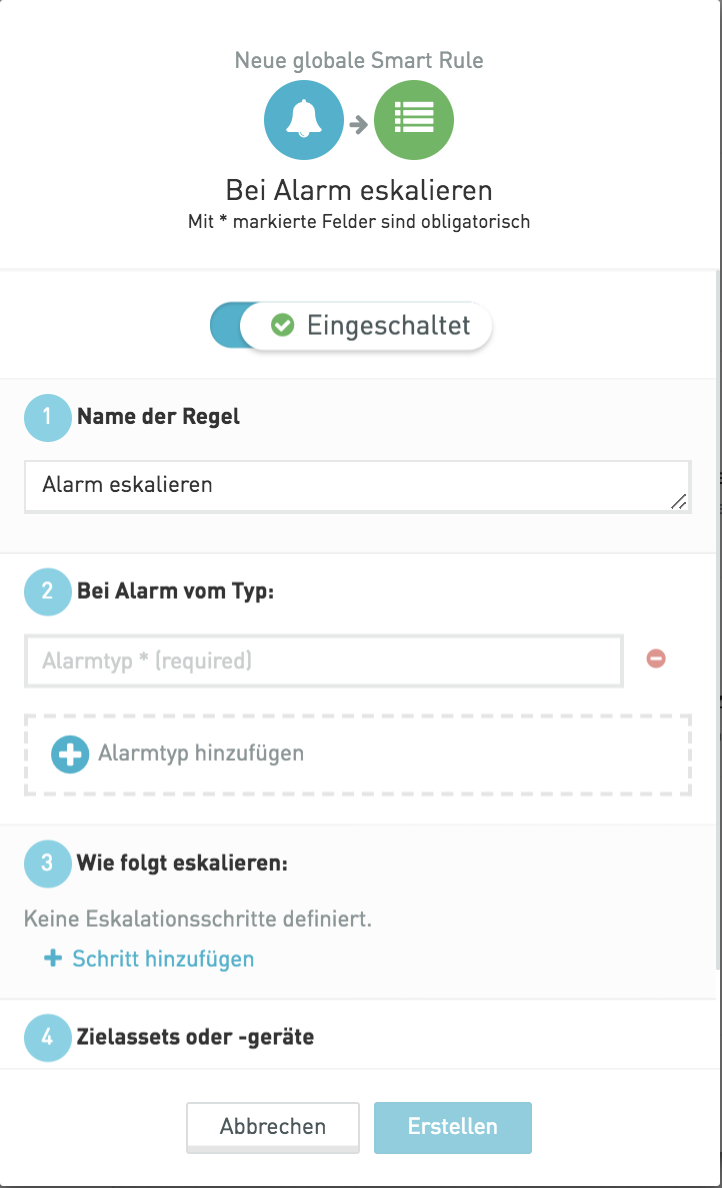 Neue globale Smart Rule
Bei Alarm eskalieren
Mit * markierte Felder sind obligatorisch
Eingeschaltet
1 Name der Regel
Alarm eskalieren
2 Bei Alarm vom Typ:
Alarmtyp * (required)
Alarmtyp hinzufügen
3 Wie folgt eskalieren:
Keine Eskalationsschritte definiert.
Schritt hinzufügen
4 Zielassets oder -geräte
Abbrechen Erstellen